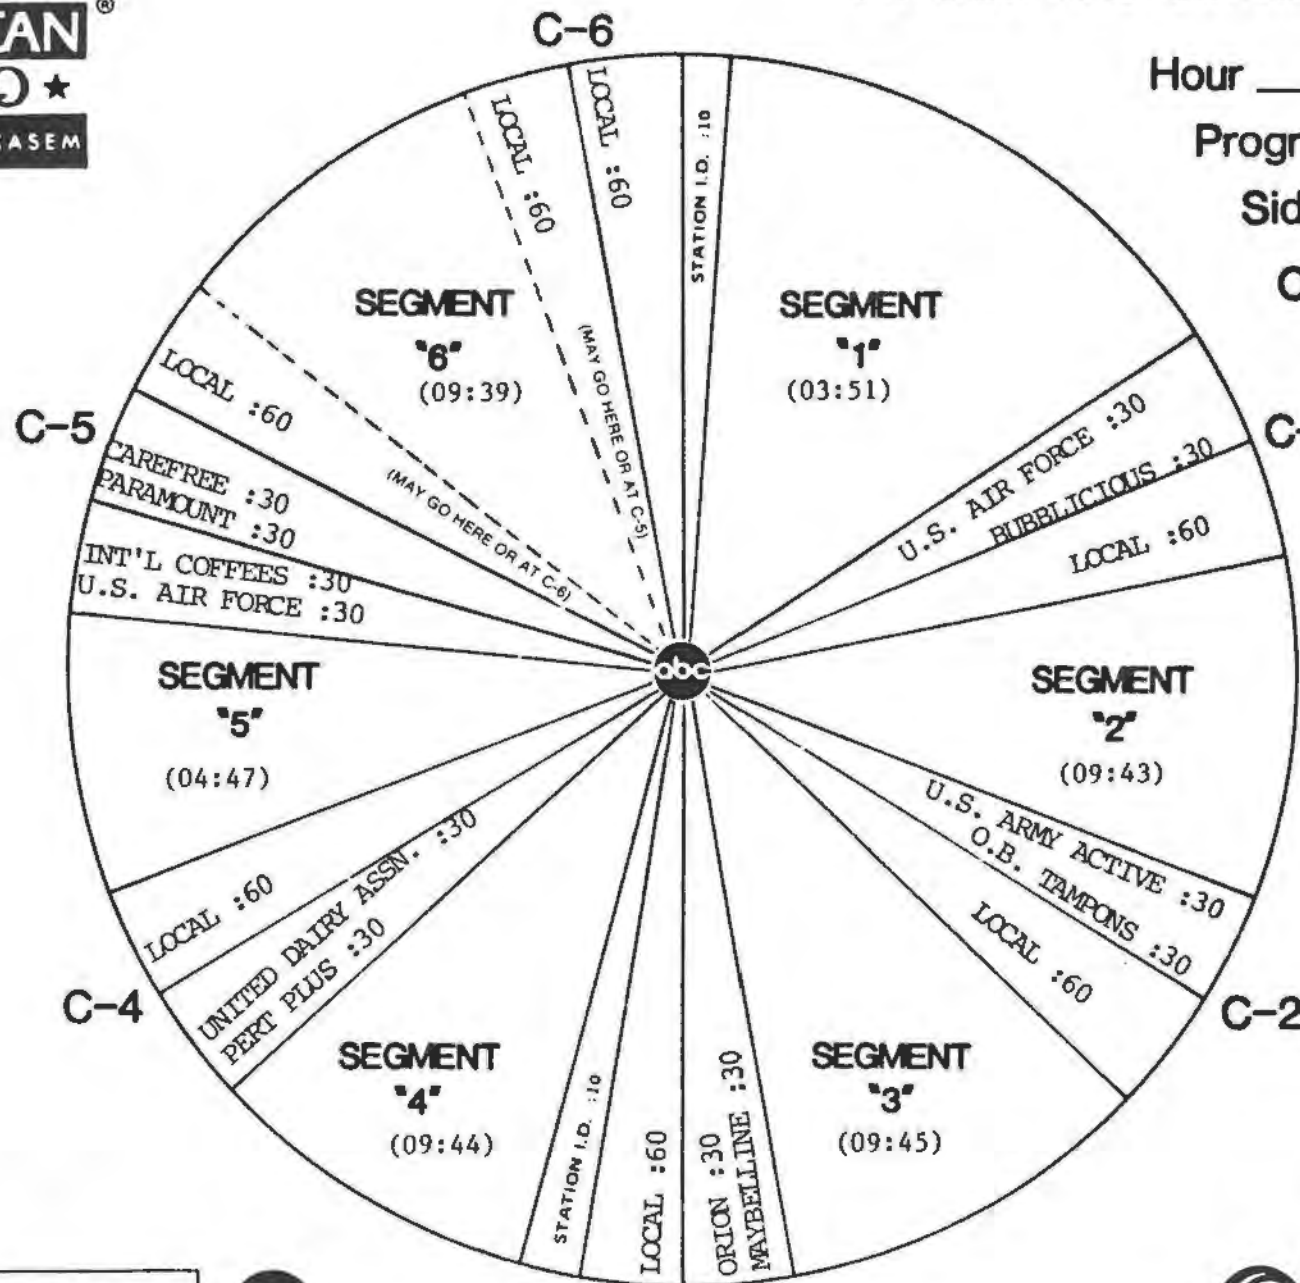 C-6
Hour
STATION I.D. :10
SEGMENT
"1"
(03:51)
U.S. AIR FORCE :30
BUBBLICIOUS :30
LOCAL :60
SEGMENT
"2"
(09:43)
U.S. ARMY ACTIVE :30
O.B. TAMPONS :30
C-2
LOCAL :60
SEGMENT
"3"
(09:45)
MAYBELLINE :30
ORION :30
LOCAL :60
STATION I.D. :10
SEGMENT
"4"
(09:44)
PERT PLUS :30
UNITED DAIRY ASSN. :30
C-4
LOCAL :60
SEGMENT
"5"
(04:47)
U.S. AIR FORCE :30
INT'L COFFEES :30
PARAMOUNT :30
CAREFREE :30
C-5
LOCAL :60
(MAY GO HERE OR AT C-6)
SEGMENT
"6"
(09:39)
LOCAL :60
(MAY GO HERE OR AT C-5)
LOCAL :60
abc